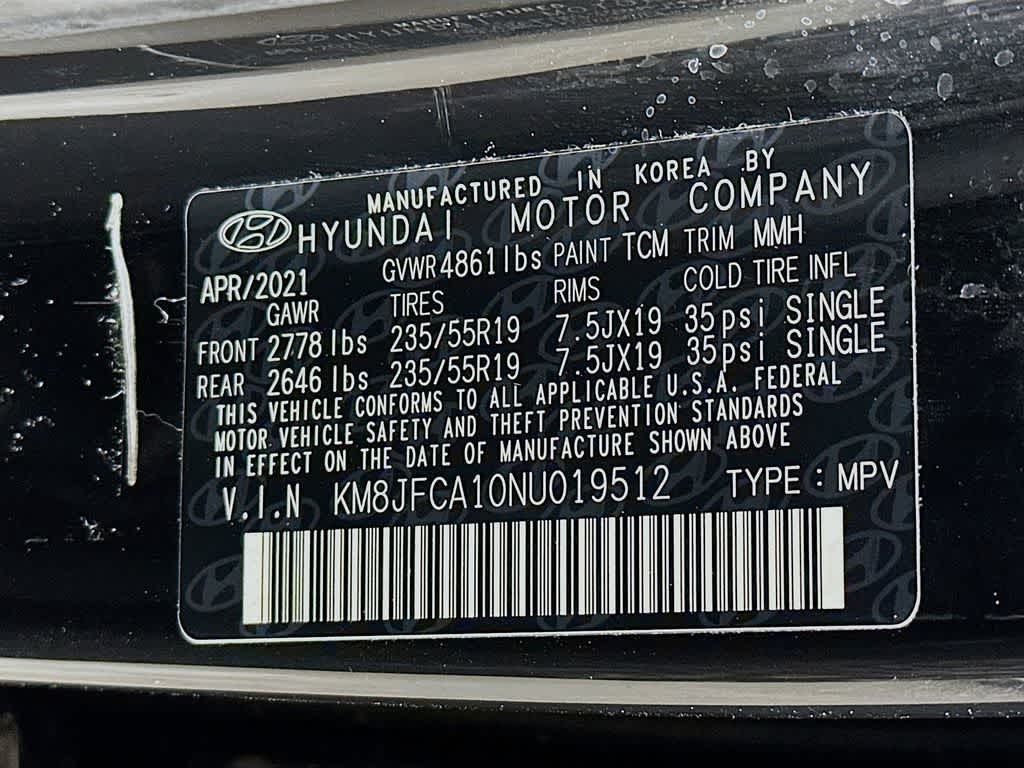 MANUFACTURED IN KOREA BY
HYUNDAI MOTOR COMPANY
APR/2021 GVWR 4861lbs PAINT TCM TRIM MMH
GAWR TIRES RIMS COLD TIRE INFL
FRONT 2778 lbs 235/55R19 7.5JX19 35psi SINGLE
REAR 2646 lbs 235/55R19 7.5JX19 35psi SINGLE
THIS VEHICLE CONFORMS TO ALL APPLICABLE U.S.A. FEDERAL
MOTOR VEHICLE SAFETY AND THEFT PREVENTION STANDARDS
IN EFFECT ON THE DATE OF MANUFACTURE SHOWN ABOVE
V.I.N KM8JFCA10NU019512 TYPE : MPV